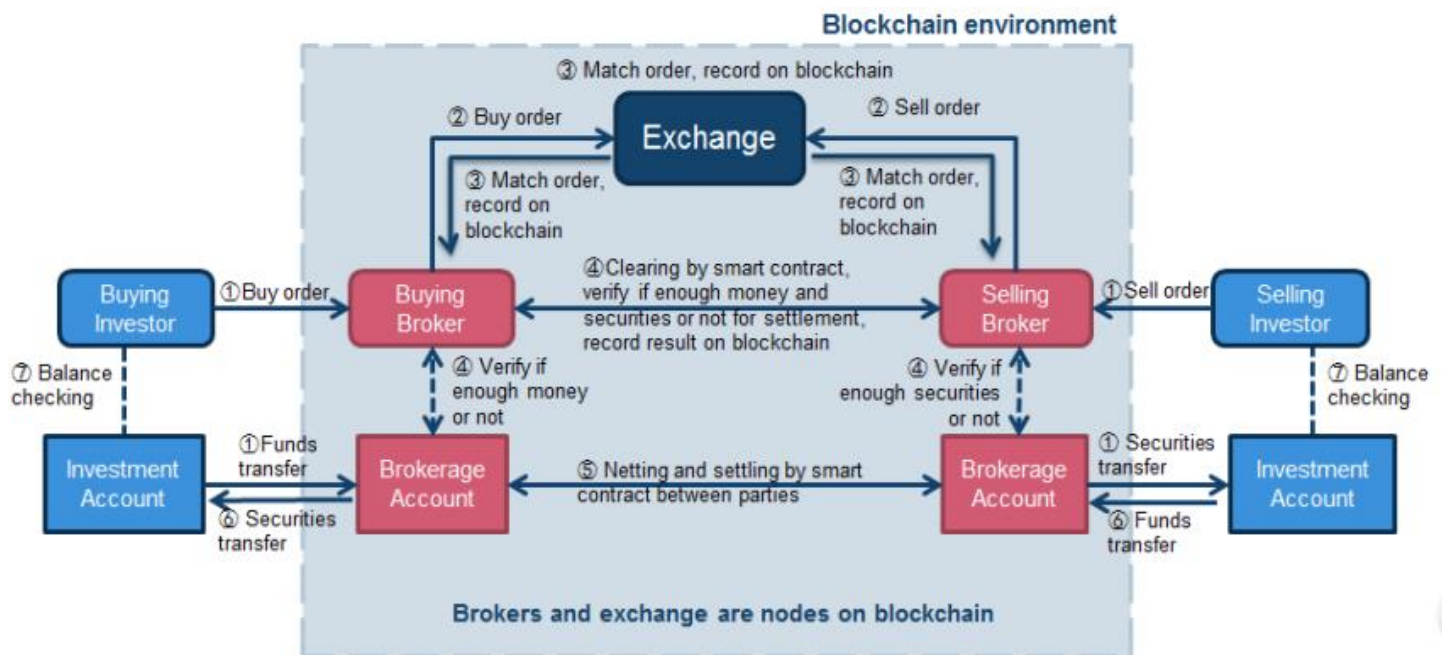 Blockchain environment
③ Match order, record on blockchain
② Buy order
② Sell order
Exchange
③ Match order,
record on
blockchain
③ Match order,
record on
blockchain
Buying
Investor
①Buy order
Buying
Broker
④Clearing by smart contract,
verify if enough money and
securities or not for settlement,
record result on blockchain
Selling
Broker
①Sell order
Selling
Investor
⑦ Balance
checking
④ Verify if
enough money
or not
④ Verify if
enough securities
or not
⑦ Balance
checking
Investment
Account
①Funds
transfer
⑥ Securities
transfer
Brokerage
Account
⑤ Netting and settling by smart
contract between parties
Brokerage
Account
① Securities
transfer
⑥ Funds
transfer
Investment
Account
Brokers and exchange are nodes on blockchain